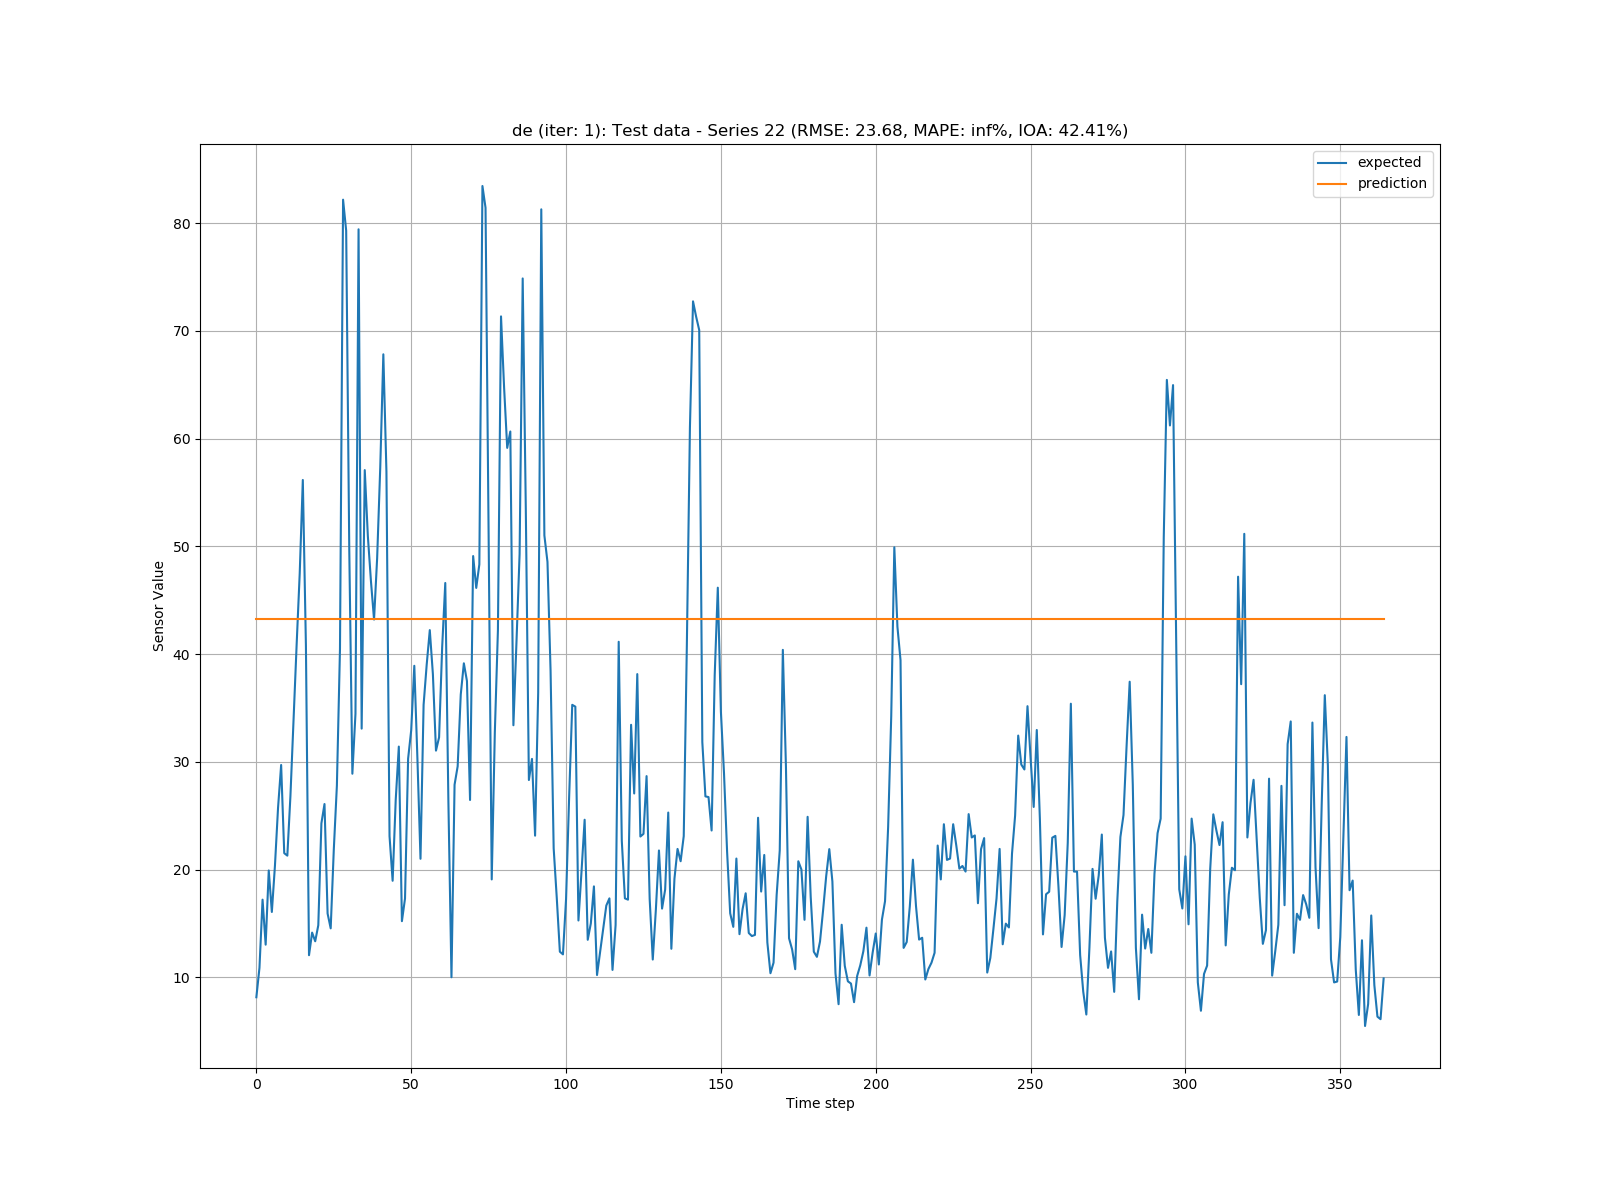 de (iter: 1): Test data - Series 22 (RMSE: 23.68, MAPE: inf%, IOA: 42.41%)
expected
prediction
80
70
60
50
40
30
20
10
Sensor Value
0 50 100 150 200 250 300 350
Time step